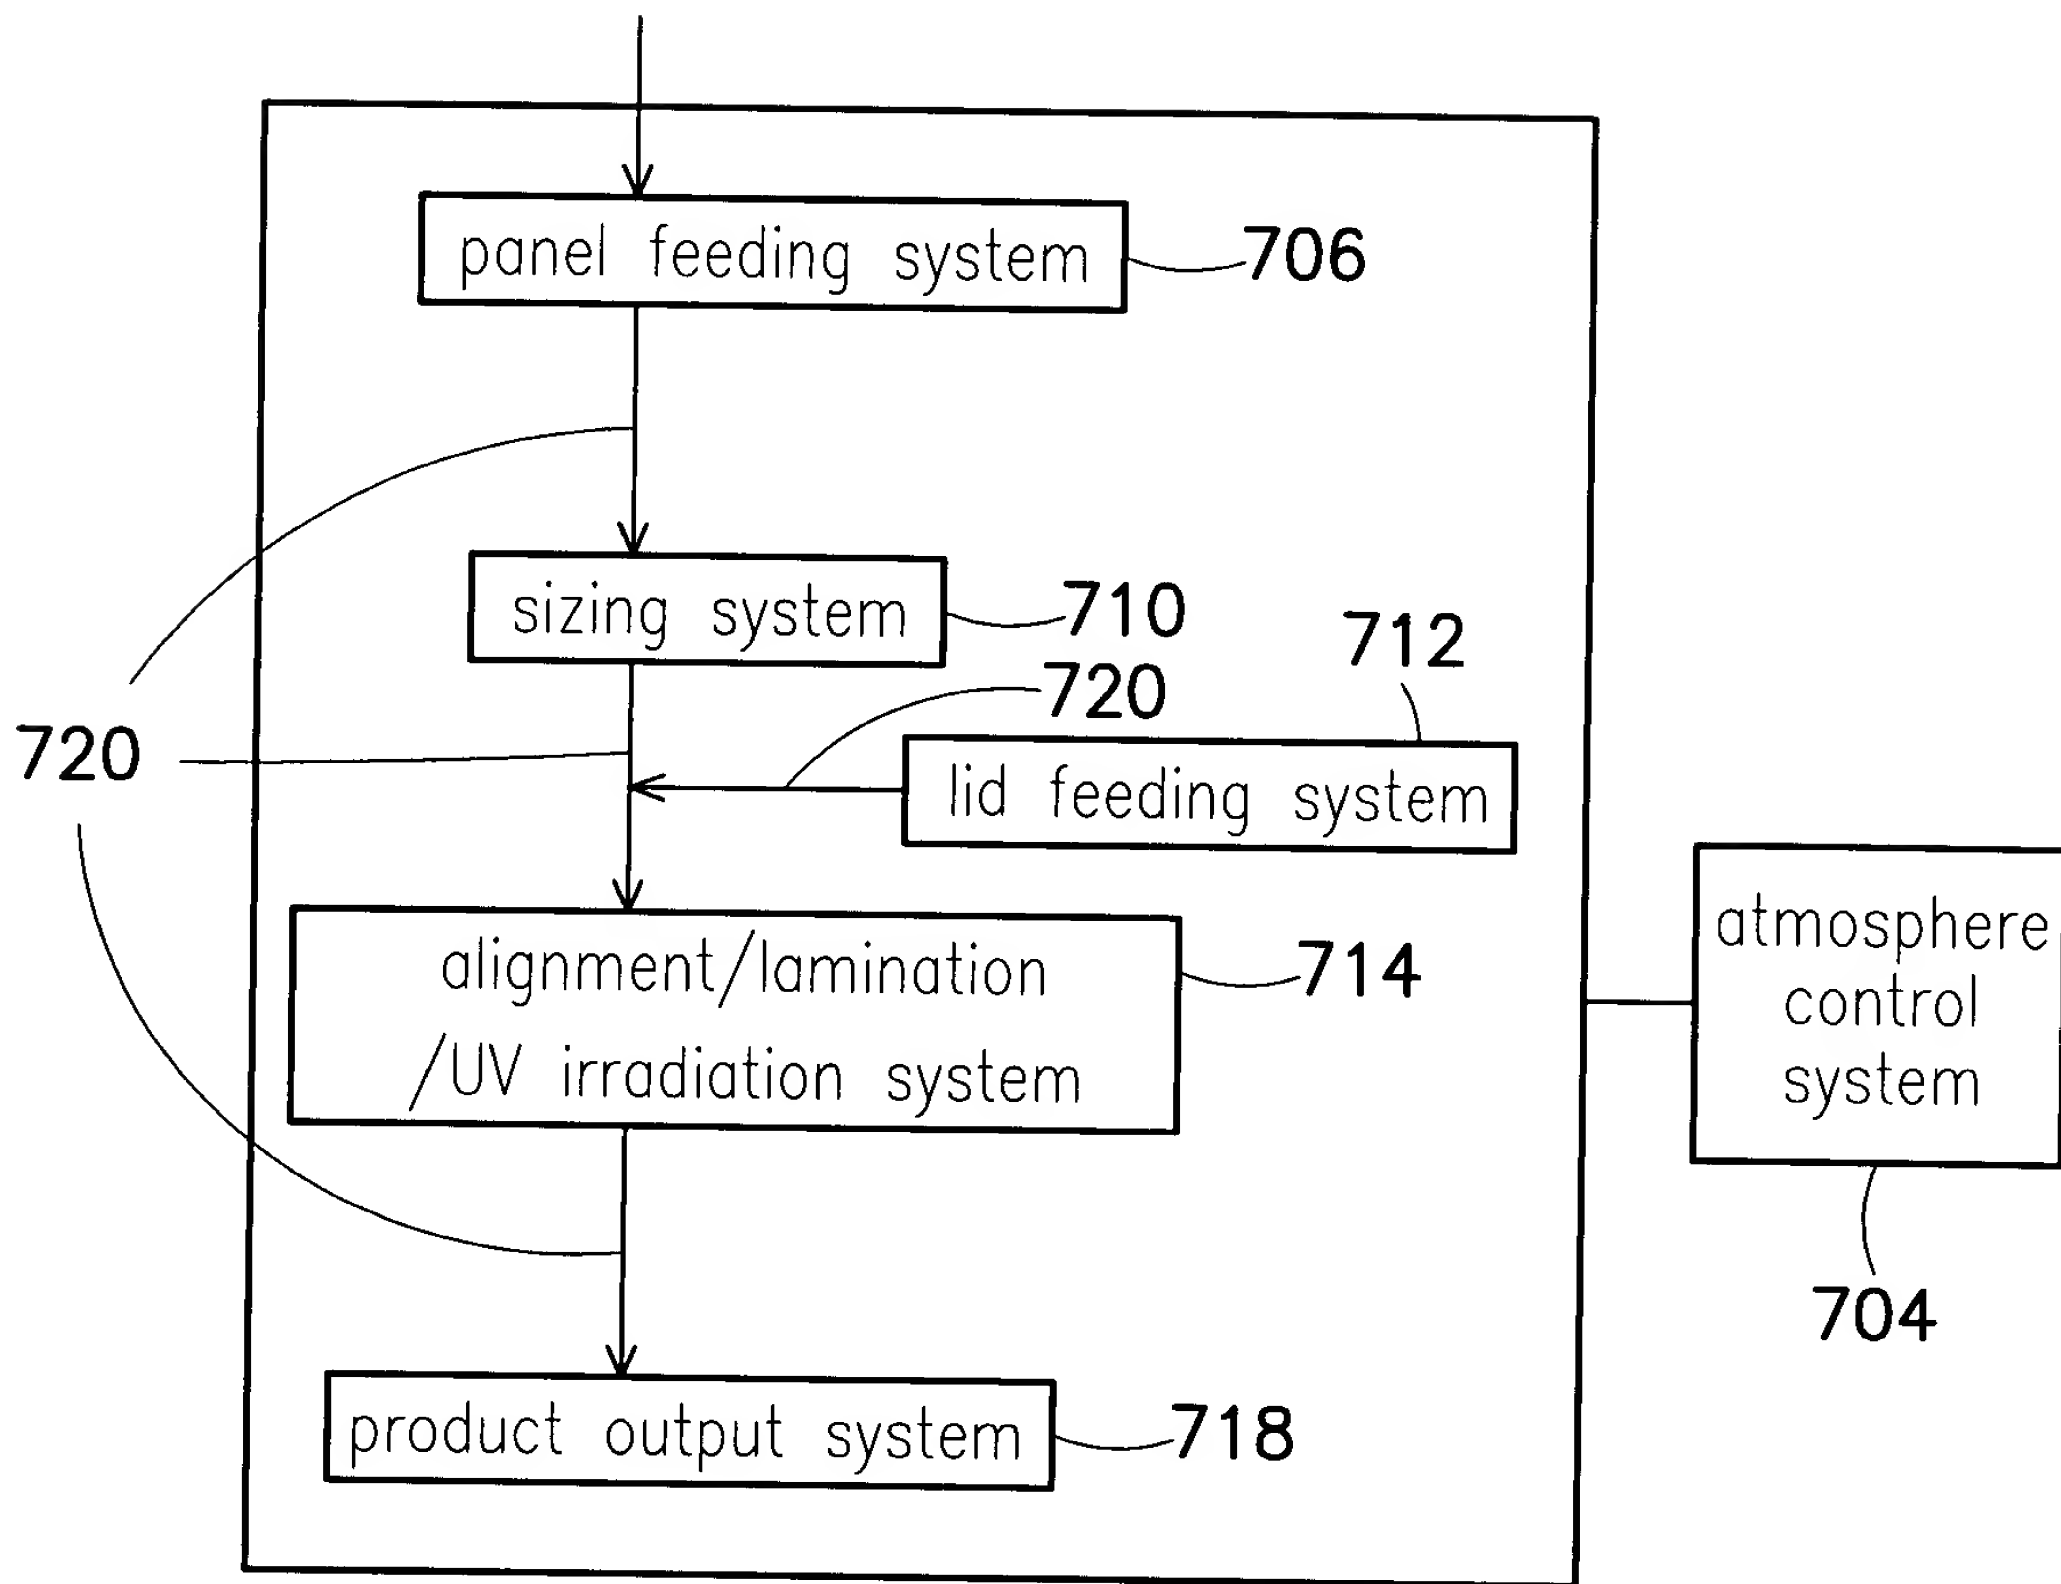 panel feeding system
706
sizing system
710
712
720
720
lid feeding system
atmosphere
control
system
alignment/lamination
/UV irradiation system
714
704
product output system
718